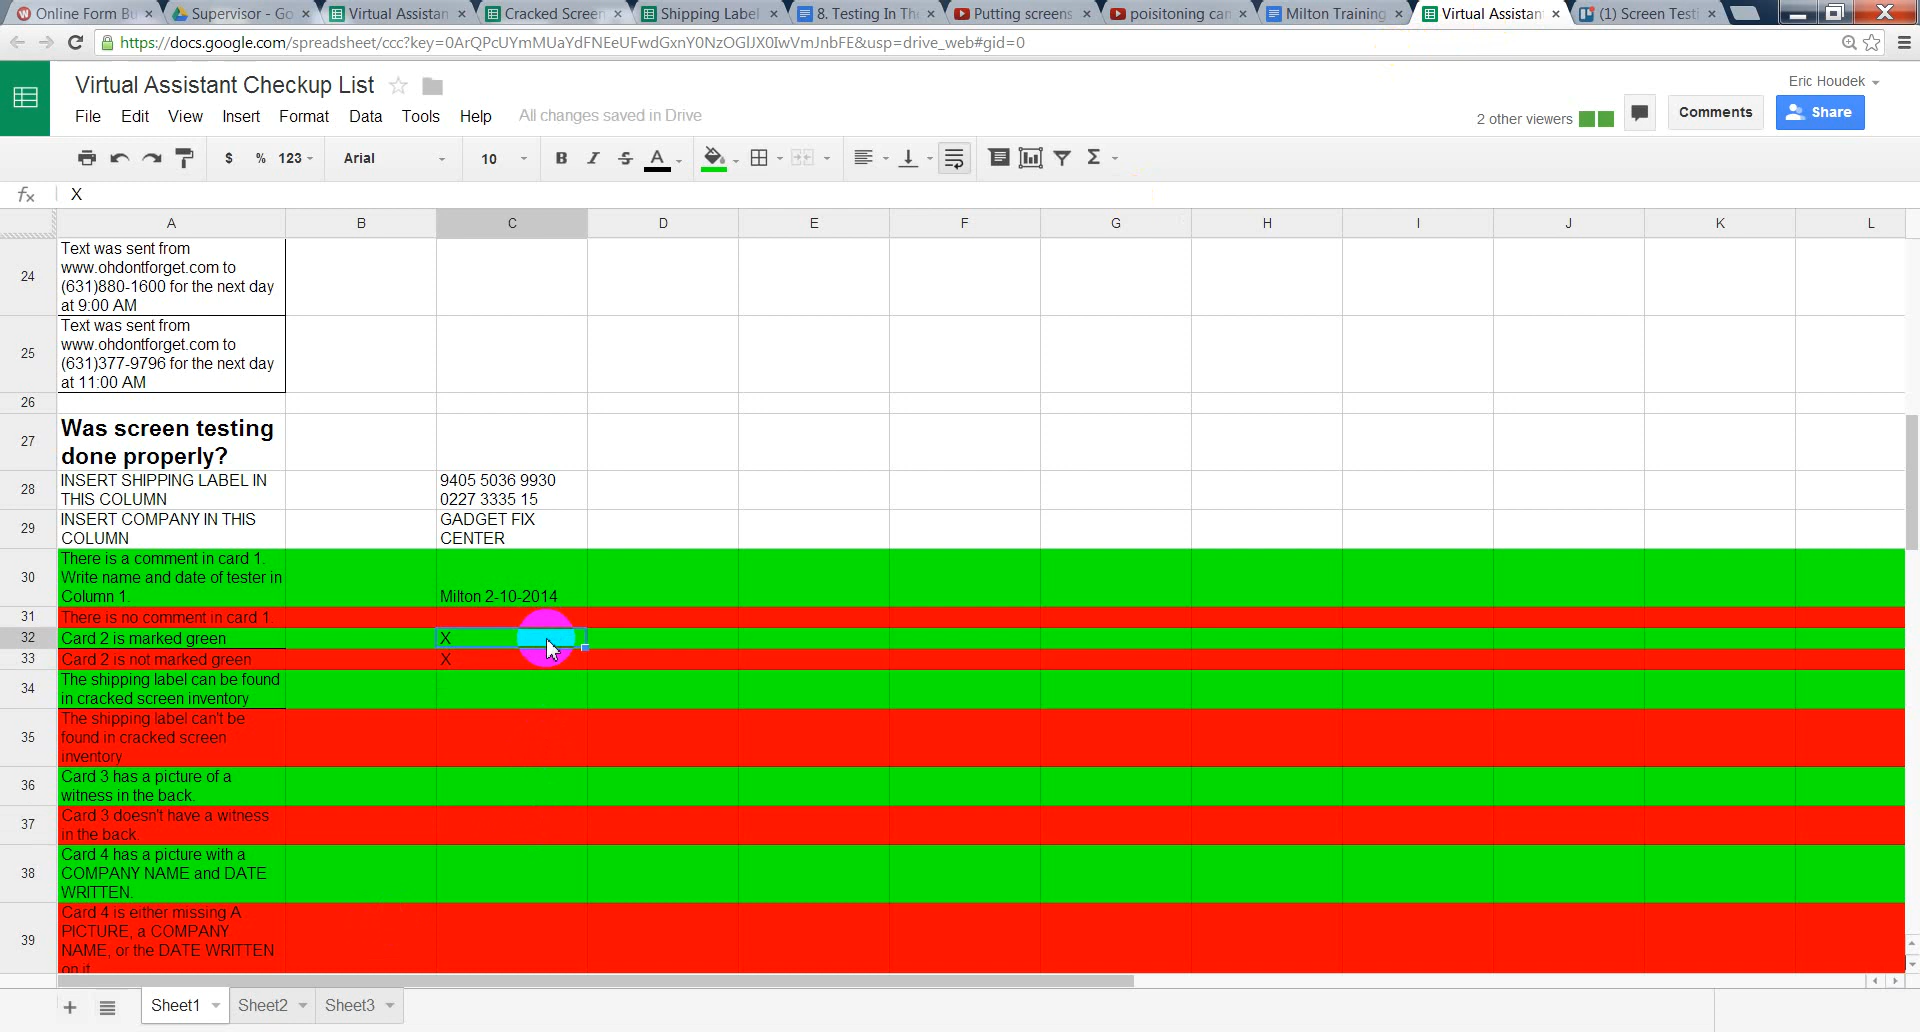 Online Form Bu
Supervisor - Go
Virtual Assistan
Cracked Screen
Shipping Label
8. Testing In Th
Putting screens
poisitoning can
Milton Training
Virtual Assistan
(1) Screen Testi
https://docs.google.com/spreadsheet/ccc?key=0ArQPcUYmMUaYdFNEeUFwdGxnY0NzOGlJX0IwVmJnbFE&usp=drive_web#gid=0
Virtual Assistant Checkup List
Eric Houdek
File Edit View Insert Format Data Tools Help All changes saved in Drive
2 other viewers
Comments
Share
$ % 123 Arial 10 B I S A Σ
fx X
A B C D E F G H I J K L
24
Text was sent from
www.ohdontforget.com to
(631)880-1600 for the next day
at 9:00 AM
25
Text was sent from
www.ohdontforget.com to
(631)377-9796 for the next day
at 11:00 AM
26
27
Was screen testing
done properly?
28
INSERT SHIPPING LABEL IN
THIS COLUMN
9405 5036 9930
0227 3335 15
29
INSERT COMPANY IN THIS
COLUMN
GADGET FIX
CENTER
30
There is a comment in card 1.
Write name and date of tester in
Column 1.
Milton 2-10-2014
31 There is no comment in card 1.
32 Card 2 is marked green X
33 Card 2 is not marked green X
34
The shipping label can be found
in cracked screen inventory
35
The shipping label can't be
found in cracked screen
inventory
36
Card 3 has a picture of a
witness in the back.
37
Card 3 doesn't have a witness
in the back.
38
Card 4 has a picture with a
COMPANY NAME and DATE
WRITTEN.
39
Card 4 is either missing A
PICTURE, a COMPANY
NAME, or the DATE WRITTEN
on it
Sheet1 Sheet2 Sheet3